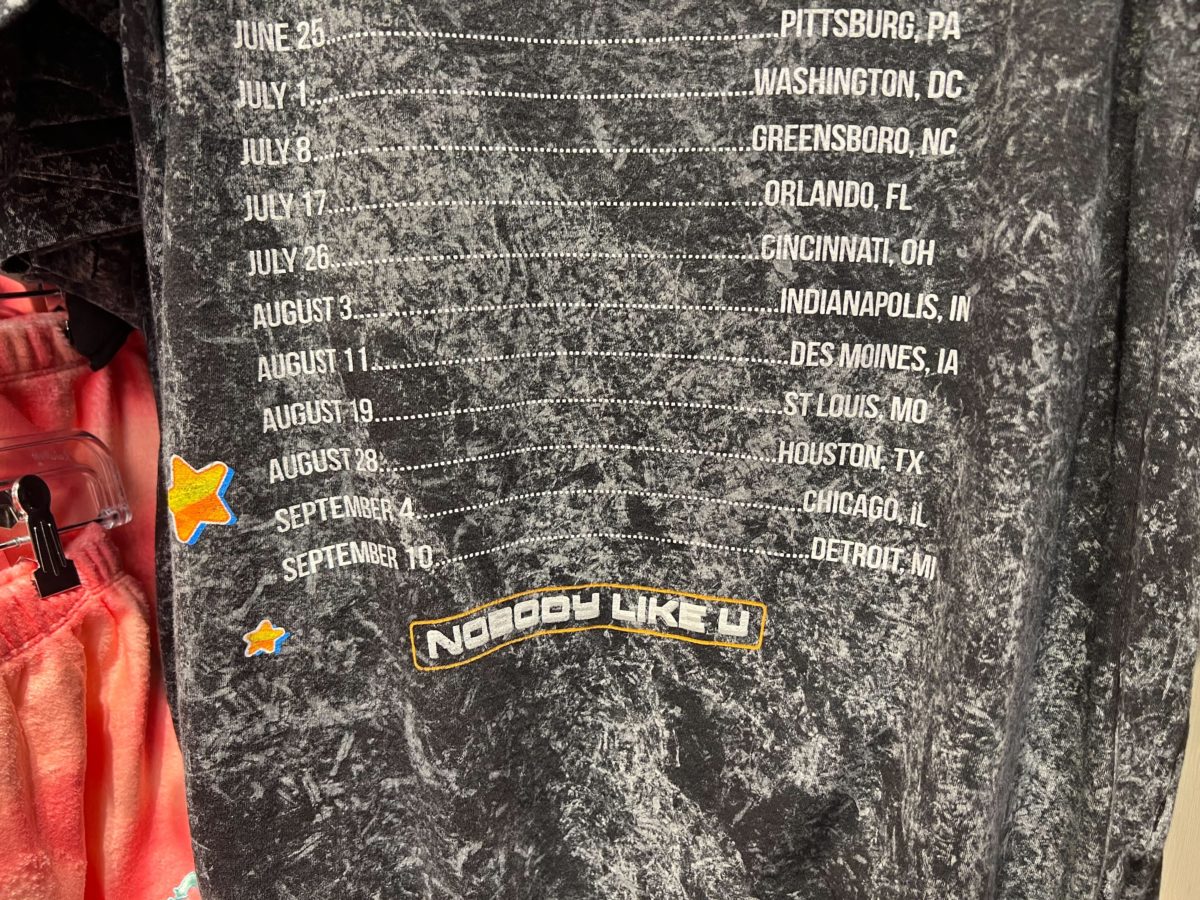 JUNE 25..............PITTSBURG, PA
JULY 1..............WASHINGTON, DC
JULY 8..............GREENSBORO, NC
JULY 17..............ORLANDO, FL
JULY 26..............CINCINNATI, OH
AUGUST 3..............INDIANAPOLIS, IN
AUGUST 11..............DES MOINES, IA
AUGUST 19..............ST LOUIS, MO
AUGUST 28..............HOUSTON, TX
SEPTEMBER 4..............CHICAGO, IL
SEPTEMBER 10..............DETROIT, MI
NOBODY LIKE U